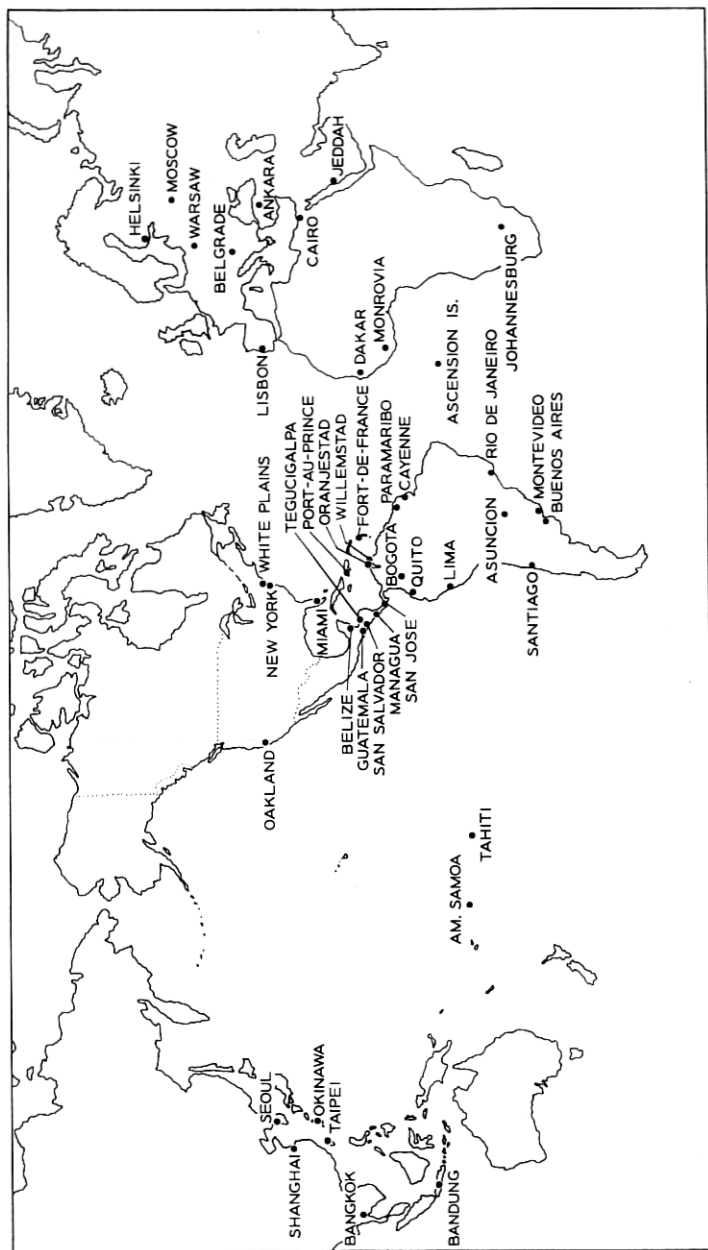 HELSINKI
MOSCOW
WARSAW
BELGRADE
ANKARA
CAIRO
JEDDAH
LISBON
DAKAR
MONROVIA
ASCENSION IS.
JOHANNESBURG
WHITE PLAINS
NEW YORK
MIAMI
TEGUCIGALPA
PORT-AU-PRINCE
ORANJESTAD
WILLEMSTAD
FORT-DE-FRANCE
PARAMARIBO
CAYENNE
BOGOTA
QUITO
LIMA
RIO DE JANEIRO
ASUNCION
MONTEVIDEO
BUENOS AIRES
SANTIAGO
OAKLAND
BELIZE
GUATEMALA
SAN SALVADOR
MANAGUA
SAN JOSE
TAHITI
AM. SAMOA
SEOUL
OKINAWA
TAIPEI
SHANGHAI
BANGKOK
BANDUNG